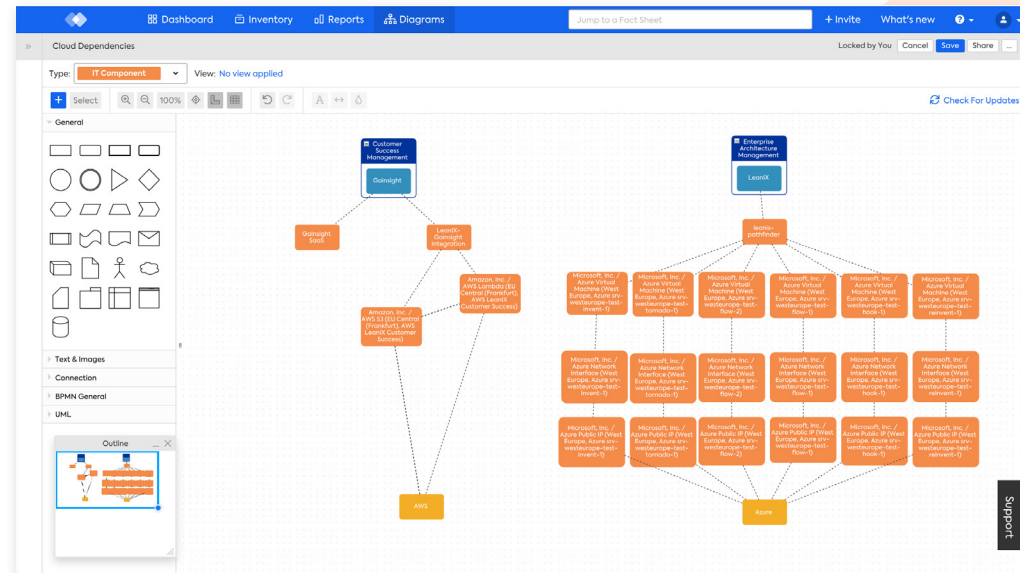 Dashboard
Inventory
Reports
Diagrams
Jump to a Fact Sheet
+ Invite
What's new
Cloud Dependencies
Locked by You
Cancel
Save
Share
...
Type:
IT Component
View: No view applied
+
Select
100%
A
Check For Updates
General
Text & Images
Connection
BPMN General
UML
Outline
Customer
Success
Management
Gainsight
Gainsight
SaaS
LeanIX-
Gainsight
Integration
Amazon, Inc. /
AWS Lambda (EU
Central (Frankfurt),
AWS LeanIX
Customer Success)
Amazon, Inc. /
AWS S3 (EU Central
(Frankfurt), AWS
LeanIX Customer
Success)
AWS
Enterprise
Architecture
Management
LeanIX
leanix-
pathfinder
Microsoft, Inc. /
Azure Virtual
Machine (West
Europe, Azure srv-
westeurope-test-
invent-1)
Microsoft, Inc. /
Azure Virtual
Machine (West
Europe, Azure srv-
westeurope-test-
tornado-1)
Microsoft, Inc. /
Azure Virtual
Machine (West
Europe, Azure srv-
westeurope-test-
flow-2)
Microsoft, Inc. /
Azure Virtual
Machine (West
Europe, Azure srv-
westeurope-test-
flow-1)
Microsoft, Inc. /
Azure Virtual
Machine (West
Europe, Azure srv-
westeurope-test-
hook-1)
Microsoft, Inc. /
Azure Virtual
Machine (West
Europe, Azure srv-
westeurope-test-
reinvent-1)
Microsoft, Inc. /
Azure Network
Interface (West
Europe, Azure srv-
westeurope-test-
invent-1)
Microsoft, Inc. /
Azure Network
Interface (West
Europe, Azure srv-
westeurope-test-
tornado-1)
Microsoft, Inc. /
Azure Network
Interface (West
Europe, Azure srv-
westeurope-test-
flow-2)
Microsoft, Inc. /
Azure Network
Interface (West
Europe, Azure srv-
westeurope-test-
flow-1)
Microsoft, Inc. /
Azure Network
Interface (West
Europe, Azure srv-
westeurope-test-
hook-1)
Microsoft, Inc. /
Azure Network
Interface (West
Europe, Azure srv-
westeurope-test-
reinvent-1)
Microsoft, Inc. /
Azure Public IP (West
Europe, Azure srv-
westeurope-test-
invent-1)
Microsoft, Inc. /
Azure Public IP (West
Europe, Azure srv-
westeurope-test-
tornado-1)
Microsoft, Inc. /
Azure Public IP (West
Europe, Azure srv-
westeurope-test-
flow-2)
Microsoft, Inc. /
Azure Public IP (West
Europe, Azure srv-
westeurope-test-
flow-1)
Microsoft, Inc. /
Azure Public IP (West
Europe, Azure srv-
westeurope-test-
hook-1)
Microsoft, Inc. /
Azure Public IP (West
Europe, Azure srv-
westeurope-test-
reinvent-1)
Azure
Support